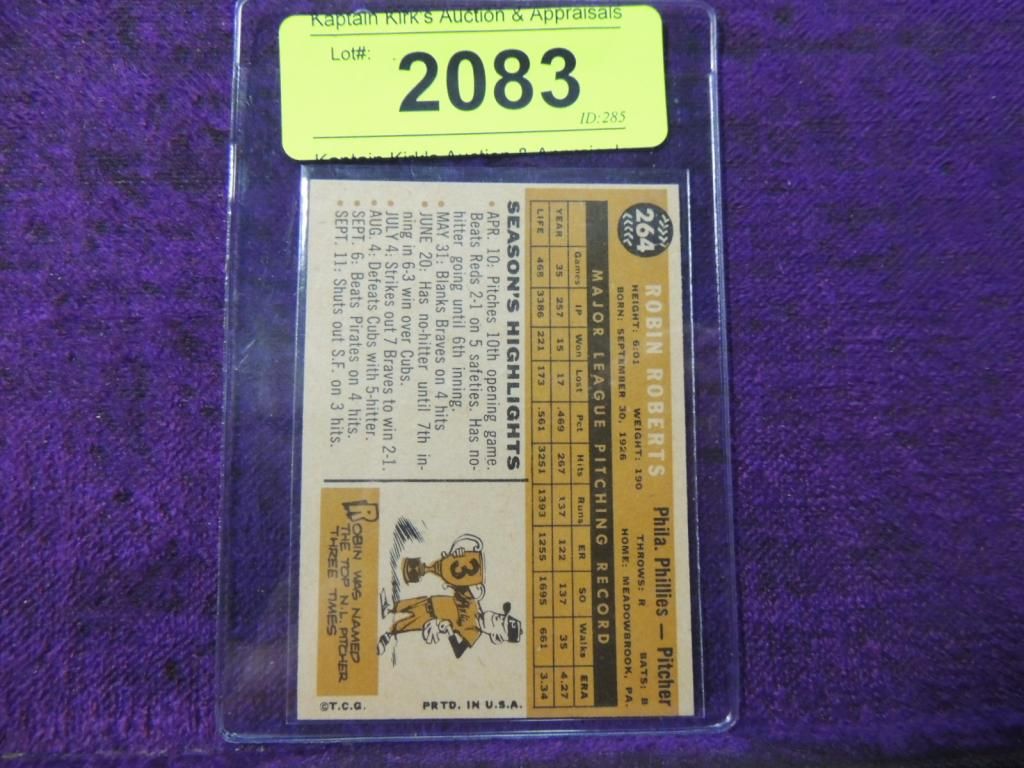 Kaptain Kirk's Auction & Appraisals
Lot#: 2083
ID:285
264
ROBIN ROBERTS Phila. Phillies — Pitcher
HEIGHT: 6:01 WEIGHT: 190 THROWS: R BATS: B
BORN: SEPTEMBER 30, 1926 HOME: MEADOWBROOK, PA.
MAJOR LEAGUE PITCHING RECORD
Games IP Won Lost Pct Hits Runs ER SO Walks ERA
YEAR 35 257 15 17 .469 267 137 122 137 35 4.27
LIFE 468 3386 221 173 .561 3251 1393 1255 1695 661 3.34
SEASON'S HIGHLIGHTS
• APR. 10: Pitches 10th opening game.
Beats Reds 2-1 on 5 safeties. Has no-
hitter going until 6th inning.
• MAY 31: Blanks Braves on 4 hits
• JUNE 20: Has no-hitter until 7th in-
ning in 6-3 win over Cubs.
• JULY 4: Strikes out 7 Braves to win 2-1.
• AUG. 4: Defeats Cubs with 5-hitter.
• SEPT. 6: Beats Pirates on 4 hits.
• SEPT. 11: Shuts out S.F. on 3 hits.
3
ROBIN WAS NAMED
THE TOP N.L. PITCHER
THREE TIMES
©T.C.G. PRTD. IN U.S.A.